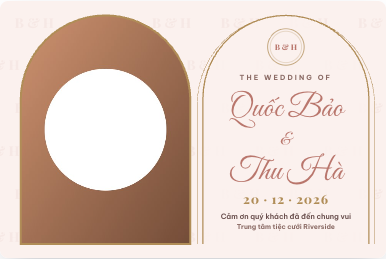 B & H
THE WEDDING OF
Quốc Bảo
&
Thu Hà
20 · 12 · 2026
Cảm ơn quý khách đã đến chung vui
Trung tâm tiệc cưới Riverside